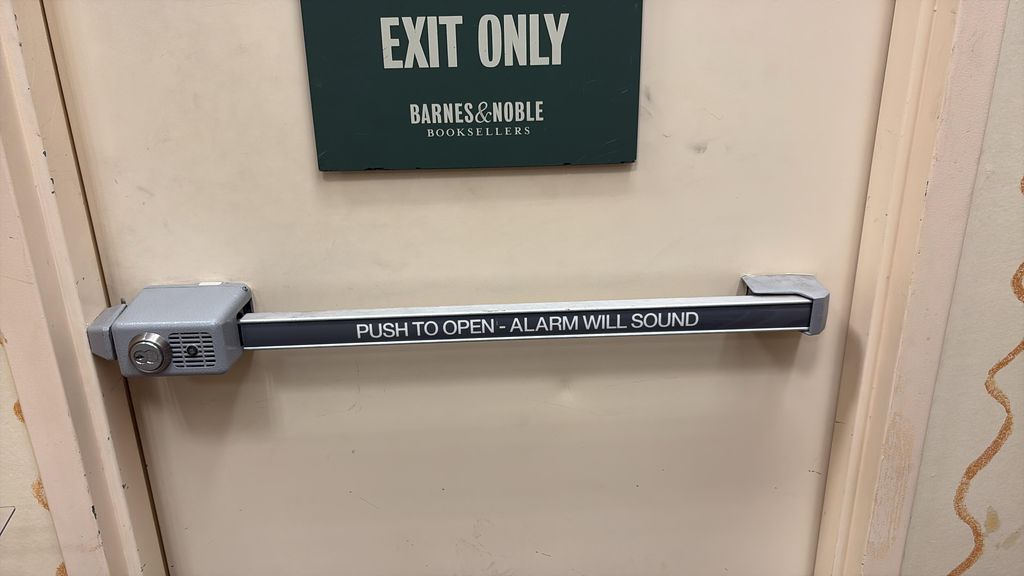 EXIT ONLY
BARNES&NOBLE
BOOKSELLERS
PUSH TO OPEN - ALARM WILL SOUND